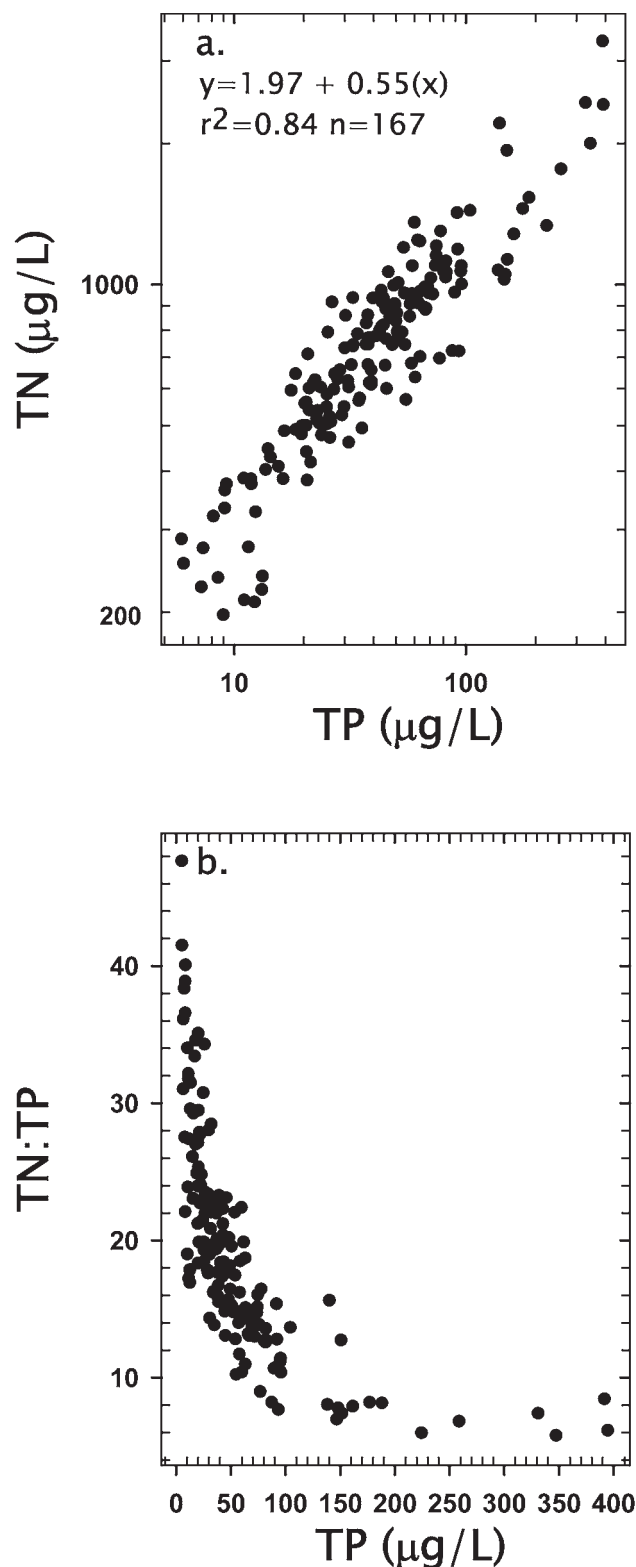 a.
y=1.97 + 0.55(x)
r²=0.84 n=167
TN (μg/L)
1000
200
10 100
TP (μg/L)
b.
TN:TP
40
30
20
10
0 50 100 150 200 250 300 350 400
TP (μg/L)